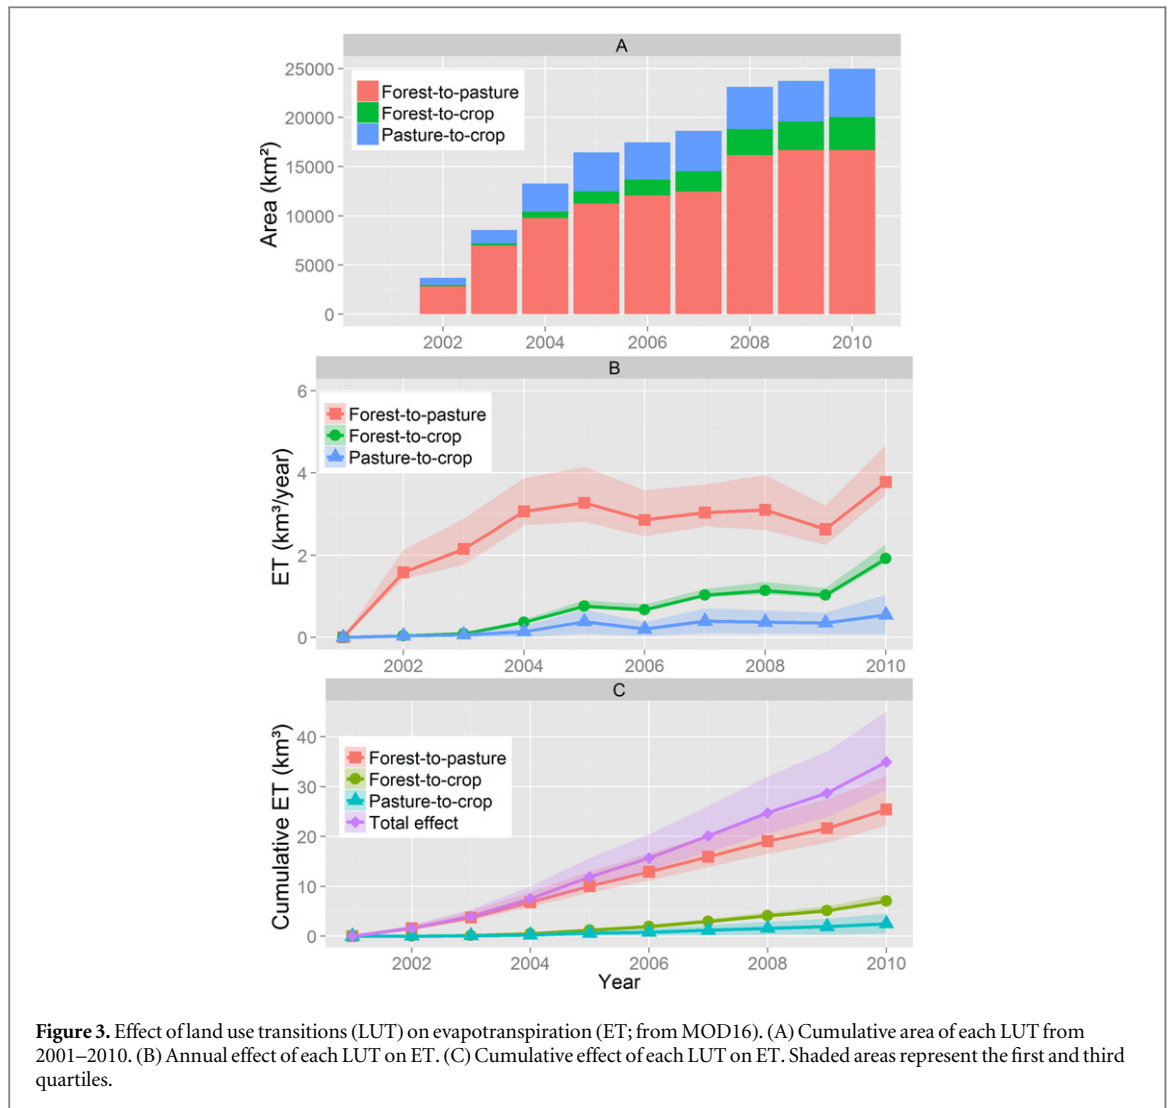 A
25000
20000
15000
10000
5000
0
Area (km²)
Forest-to-pasture
Forest-to-crop
Pasture-to-crop
2002 2004 2006 2008 2010
B
6
4
2
0
ET (km³/year)
Forest-to-pasture
Forest-to-crop
Pasture-to-crop
2002 2004 2006 2008 2010
C
40
30
20
10
0
Cumulative ET (km³)
Forest-to-pasture
Forest-to-crop
Pasture-to-crop
Total effect
2002 2004 2006 2008 2010
Year
Figure 3. Effect of land use transitions (LUT) on evapotranspiration (ET; from MOD16). (A) Cumulative area of each LUT from
2001–2010. (B) Annual effect of each LUT on ET. (C) Cumulative effect of each LUT on ET. Shaded areas represent the first and third
quartiles.